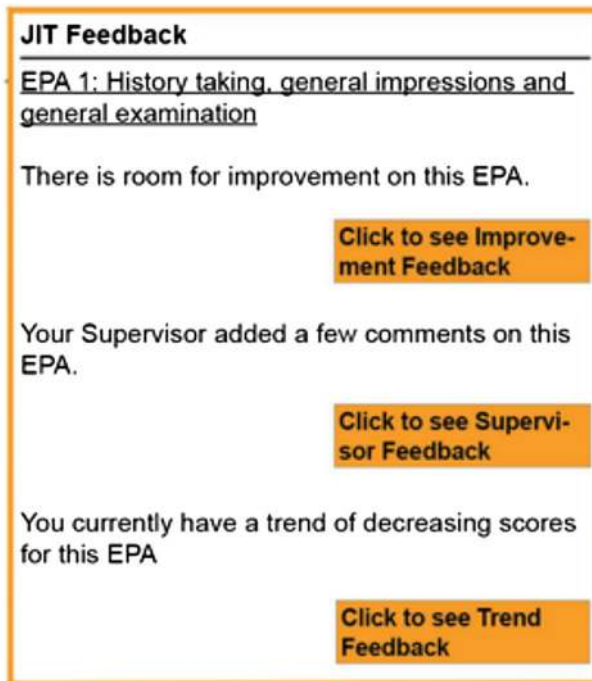 JIT Feedback
EPA 1: History taking, general impressions and
general examination
There is room for improvement on this EPA.
Click to see Improve-
ment Feedback
Your Supervisor added a few comments on this
EPA.
Click to see Supervi-
sor Feedback
You currently have a trend of decreasing scores
for this EPA
Click to see Trend
Feedback